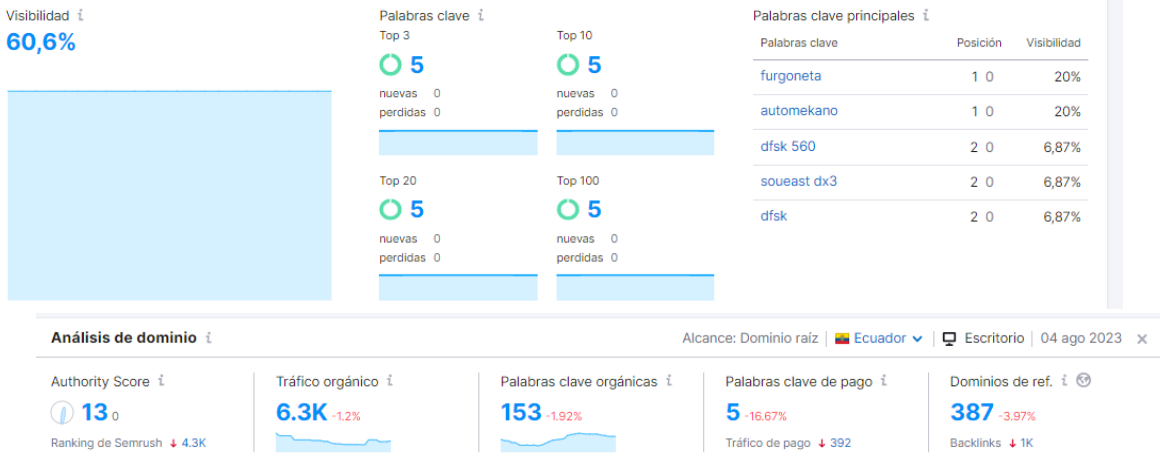 Visibilidad i
60,6%
Palabras clave i
Top 3
5
nuevas 0
perdidas 0
Top 10
5
nuevas 0
perdidas 0
Top 20
5
nuevas 0
perdidas 0
Top 100
5
nuevas 0
perdidas 0
Palabras clave principales i
Palabras clave Posición Visibilidad
furgoneta 1 0 20%
automekano 1 0 20%
dfsk 560 2 0 6,87%
soueast dx3 2 0 6,87%
dfsk 2 0 6,87%
Análisis de dominio i
Alcance: Dominio raíz Ecuador Escritorio 04 ago 2023 ×
Authority Score i
13 0
Ranking de Semrush ↓ 4.3K
Tráfico orgánico i
6.3K -1.2%
Palabras clave orgánicas i
153 -1.92%
Palabras clave de pago i
5 -16.67%
Tráfico de pago ↓ 392
Dominios de ref. i
387 -3.97%
Backlinks ↓ 1K